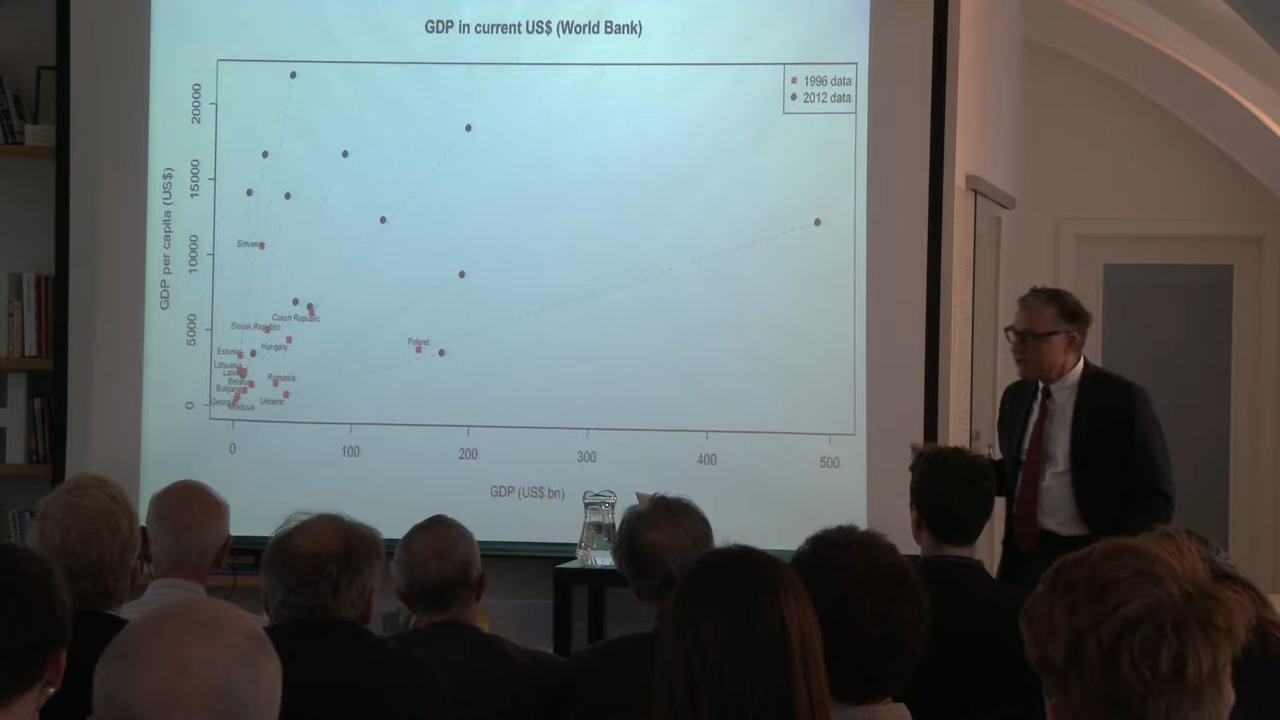 GDP in current US$ (World Bank)
1996 data
2012 data
GDP per capita (US$)
20000
15000
10000
5000
0
Slovenia
Czech Republic
Slovak Republic
Hungary
Poland
Estonia
Lithuania
Latvia
Romania
Belarus
Bulgaria
Ukraine
Georgia
Moldova
0
100
200
300
400
500
GDP (US$ bn)